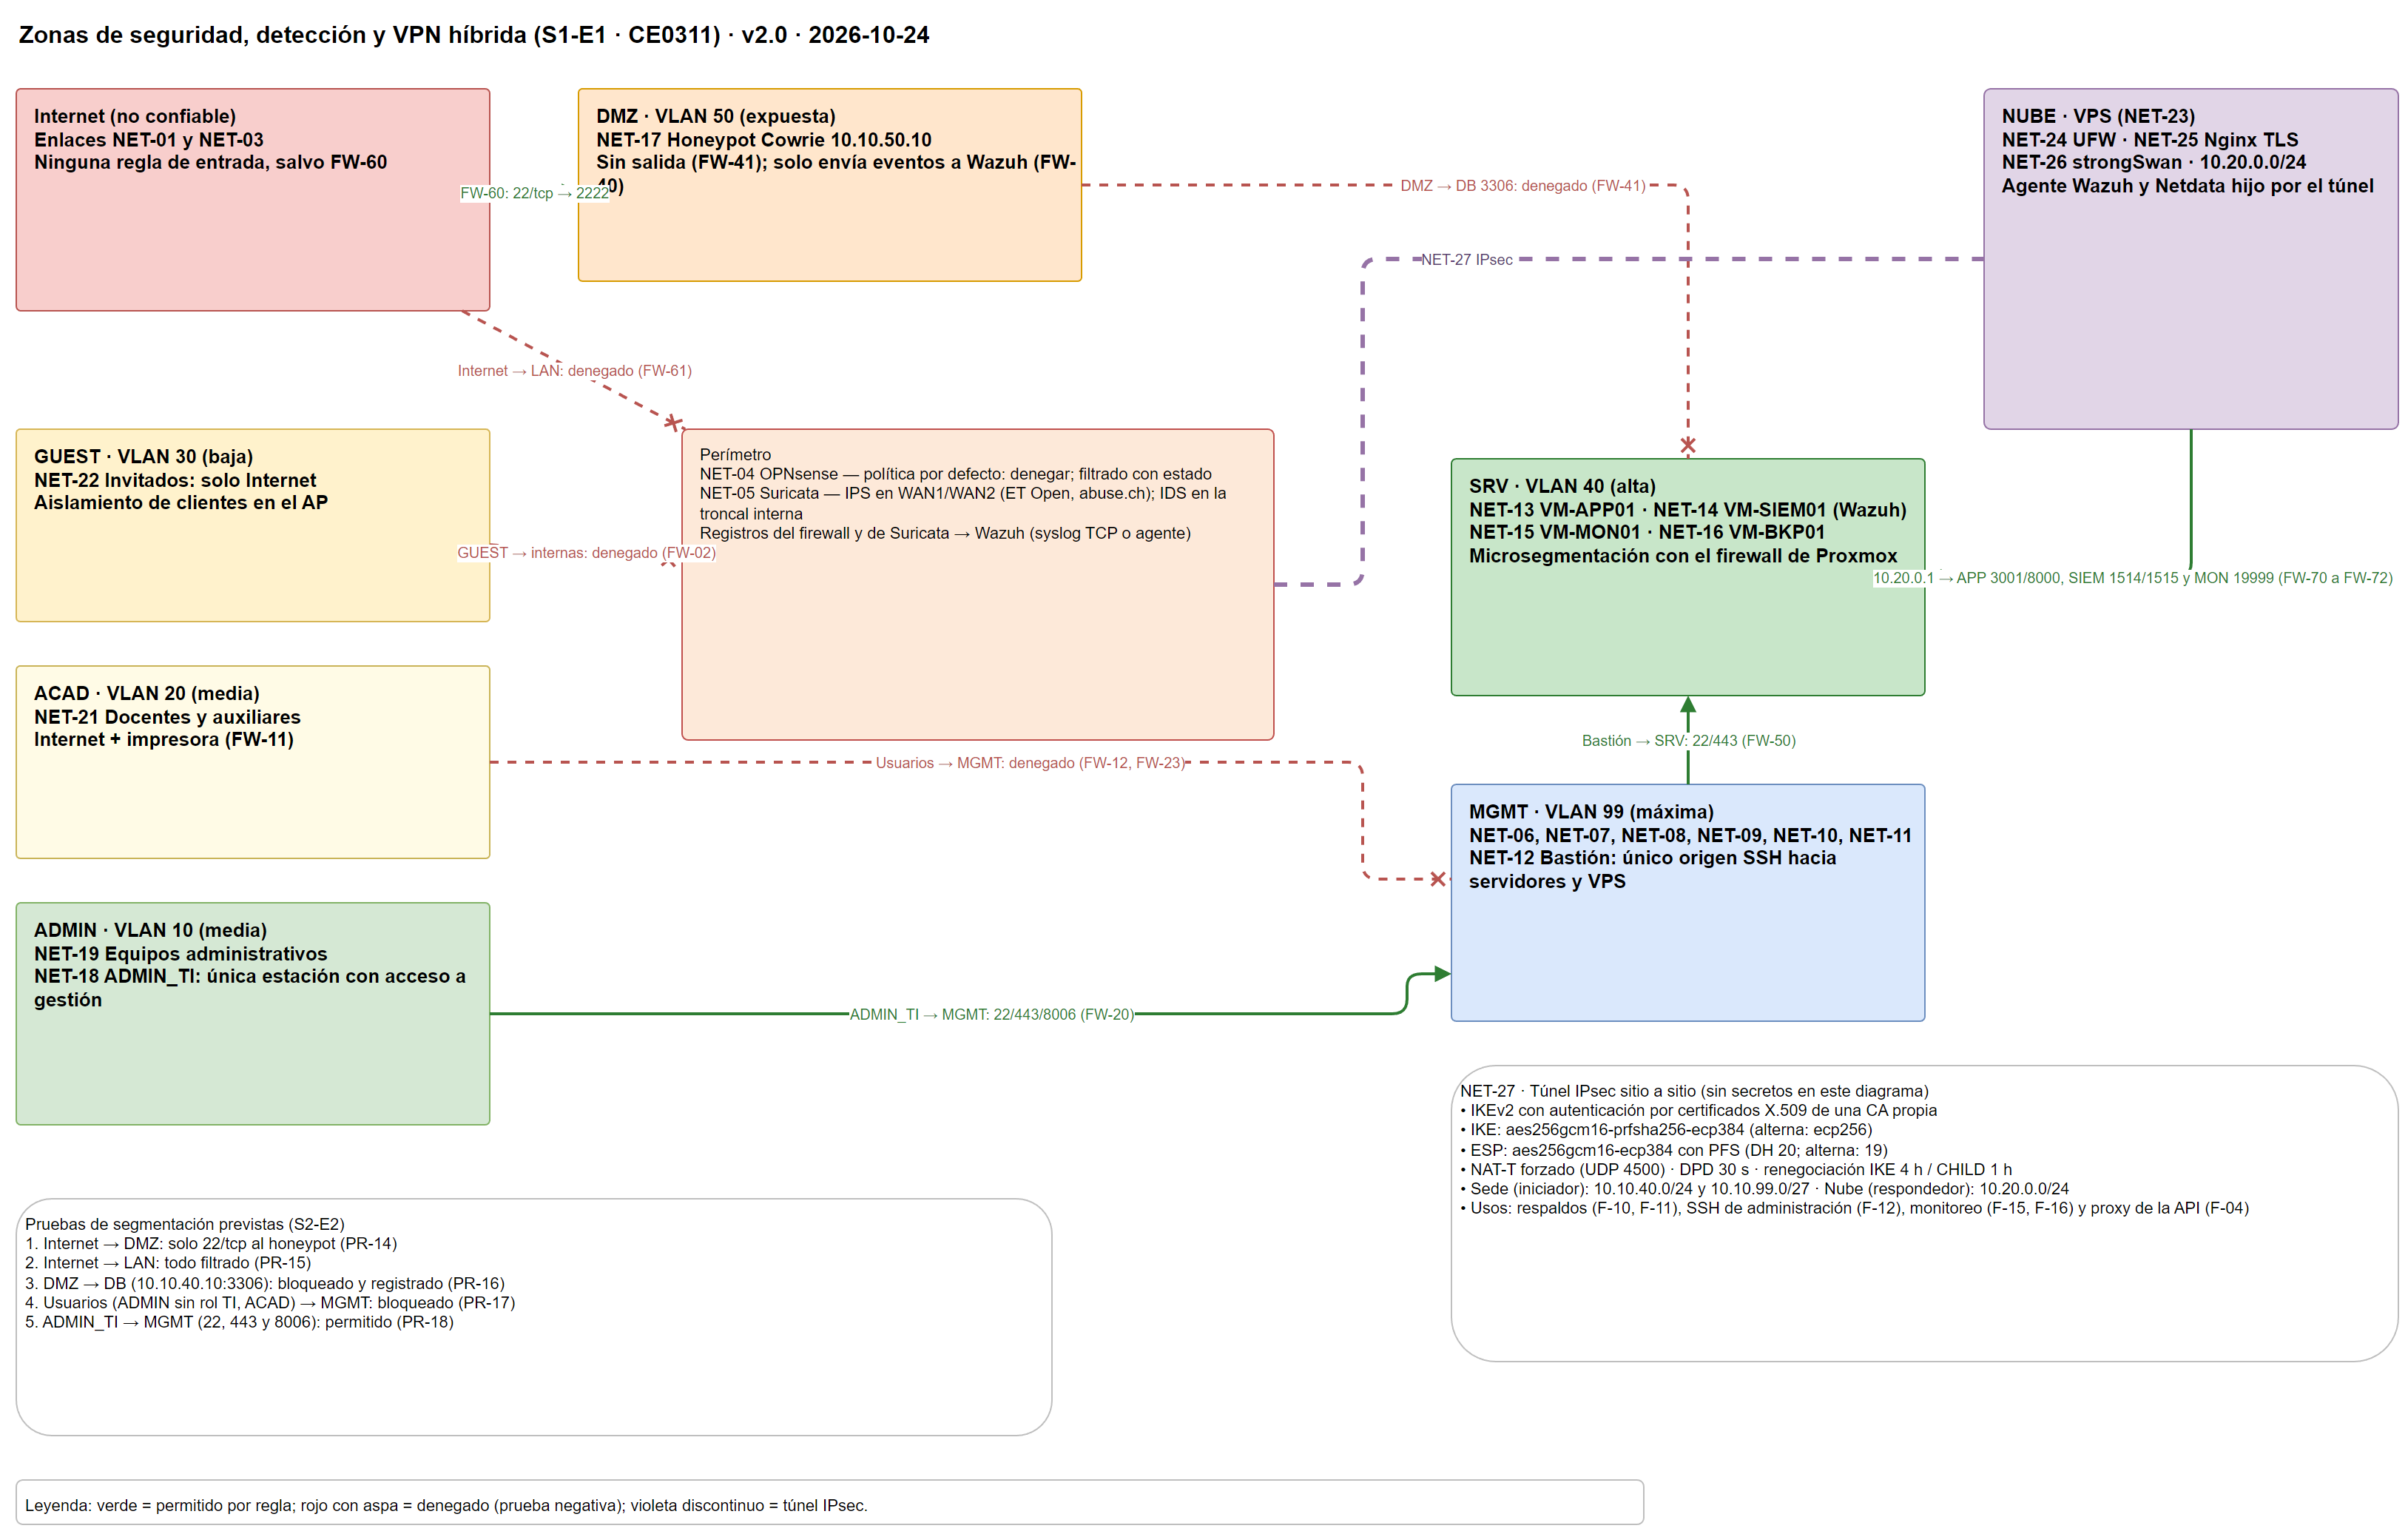 Zonas de seguridad, detección y VPN híbrida (S1-E1 · CE0311) · v2.0 · 2026-10-24
Internet (no confiable)
Enlaces NET-01 y NET-03
Ninguna regla de entrada, salvo FW-60
FW-60: 22/tcp → 2222
DMZ · VLAN 50 (expuesta)
NET-17 Honeypot Cowrie 10.10.50.10
Sin salida (FW-41); solo envía eventos a Wazuh (FW-
40)
DMZ → DB 3306: denegado (FW-41)
NET-27 IPsec
NUBE · VPS (NET-23)
NET-24 UFW · NET-25 Nginx TLS
NET-26 strongSwan · 10.20.0.0/24
Agente Wazuh y Netdata hijo por el túnel
Internet → LAN: denegado (FW-61)
GUEST · VLAN 30 (baja)
NET-22 Invitados: solo Internet
Aislamiento de clientes en el AP
GUEST → internas: denegado (FW-02)
Perímetro
NET-04 OPNsense — política por defecto: denegar; filtrado con estado
NET-05 Suricata — IPS en WAN1/WAN2 (ET Open, abuse.ch); IDS en la
troncal interna
Registros del firewall y de Suricata → Wazuh (syslog TCP o agente)
SRV · VLAN 40 (alta)
NET-13 VM-APP01 · NET-14 VM-SIEM01 (Wazuh)
NET-15 VM-MON01 · NET-16 VM-BKP01
Microsegmentación con el firewall de Proxmox
10.20.0.1 → APP 3001/8000, SIEM 1514/1515 y MON 19999 (FW-70 a FW-72)
ACAD · VLAN 20 (media)
NET-21 Docentes y auxiliares
Internet + impresora (FW-11)
Usuarios → MGMT: denegado (FW-12, FW-23)
Bastión → SRV: 22/443 (FW-50)
MGMT · VLAN 99 (máxima)
NET-06, NET-07, NET-08, NET-09, NET-10, NET-11
NET-12 Bastión: único origen SSH hacia
servidores y VPS
ADMIN · VLAN 10 (media)
NET-19 Equipos administrativos
NET-18 ADMIN_TI: única estación con acceso a
gestión
ADMIN_TI → MGMT: 22/443/8006 (FW-20)
NET-27 · Túnel IPsec sitio a sitio (sin secretos en este diagrama)
• IKEv2 con autenticación por certificados X.509 de una CA propia
• IKE: aes256gcm16-prfsha256-ecp384 (alterna: ecp256)
• ESP: aes256gcm16-ecp384 con PFS (DH 20; alterna: 19)
• NAT-T forzado (UDP 4500) · DPD 30 s · renegociación IKE 4 h / CHILD 1 h
• Sede (iniciador): 10.10.40.0/24 y 10.10.99.0/27 · Nube (respondedor): 10.20.0.0/24
• Usos: respaldos (F-10, F-11), SSH de administración (F-12), monitoreo (F-15, F-16) y proxy de la API (F-04)
Pruebas de segmentación previstas (S2-E2)
1. Internet → DMZ: solo 22/tcp al honeypot (PR-14)
2. Internet → LAN: todo filtrado (PR-15)
3. DMZ → DB (10.10.40.10:3306): bloqueado y registrado (PR-16)
4. Usuarios (ADMIN sin rol TI, ACAD) → MGMT: bloqueado (PR-17)
5. ADMIN_TI → MGMT (22, 443 y 8006): permitido (PR-18)
Leyenda: verde = permitido por regla; rojo con aspa = denegado (prueba negativa); violeta discontinuo = túnel IPsec.